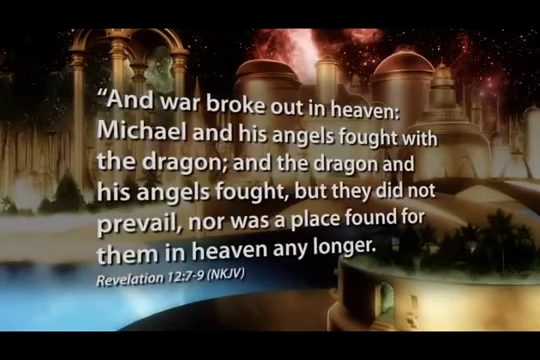 “And war broke out in heaven:
Michael and his angels fought with
the dragon; and the dragon and
his angels fought, but they did not
prevail, nor was a place found for
them in heaven any longer.
Revelation 12:7-9 (NKJV)